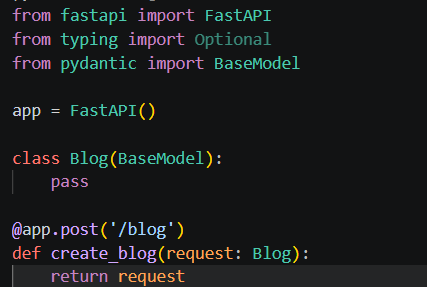 from fastapi import FastAPI
from typing import Optional
from pydantic import BaseModel
app = FastAPI()
class Blog(BaseModel):
    pass
@app.post('/blog')
def create_blog(request: Blog):
    return request